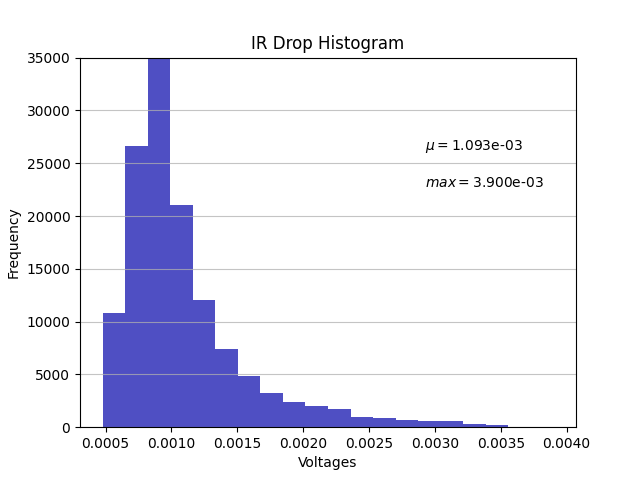 IR Drop Histogram
35000
30000
25000
20000
15000
10000
5000
0
Frequency
μ = 1.093e-03
max = 3.900e-03
0.0005 0.0010 0.0015 0.0020 0.0025 0.0030 0.0035 0.0040
Voltages